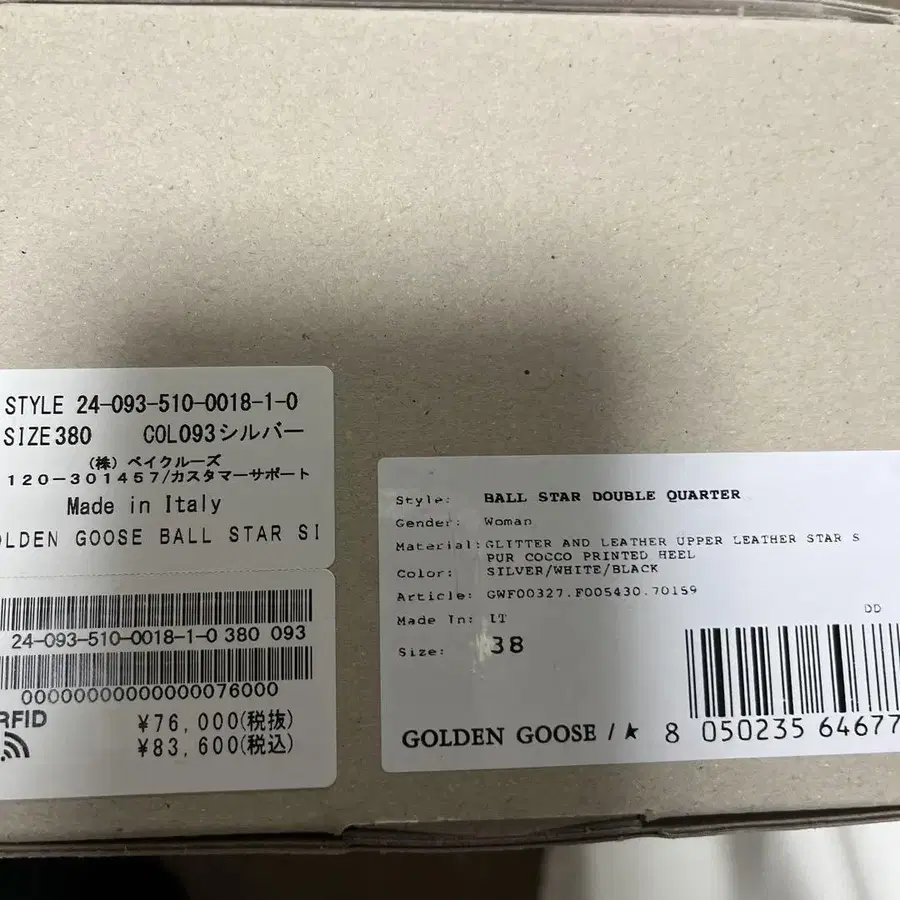 STYLE 24-093-510-0018-1-0
SIZE380 COL093シルバー
(株) ベイクルーズ
120-301457/カスタマーサポート
Made in Italy
OLDEN GOOSE BALL STAR SI
24-093-510-0018-1-0 380 093
RFID
¥76,000(税抜)
¥83,600(税込)
Style: BALL STAR DOUBLE QUARTER
Gender: Woman
Material: GLITTER AND LEATHER UPPER LEATHER STAR S
PUR COCCO PRINTED HEEL
Color: SILVER/WHITE/BLACK
Article: GWF00327.F005430.70159
Made In: IT
Size: 38
DD
GOLDEN GOOSE / ★
8 050235 64677